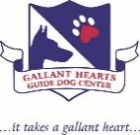 GALLANT HEARTS
GUIDE DOG CENTER
...it takes a gallant heart.